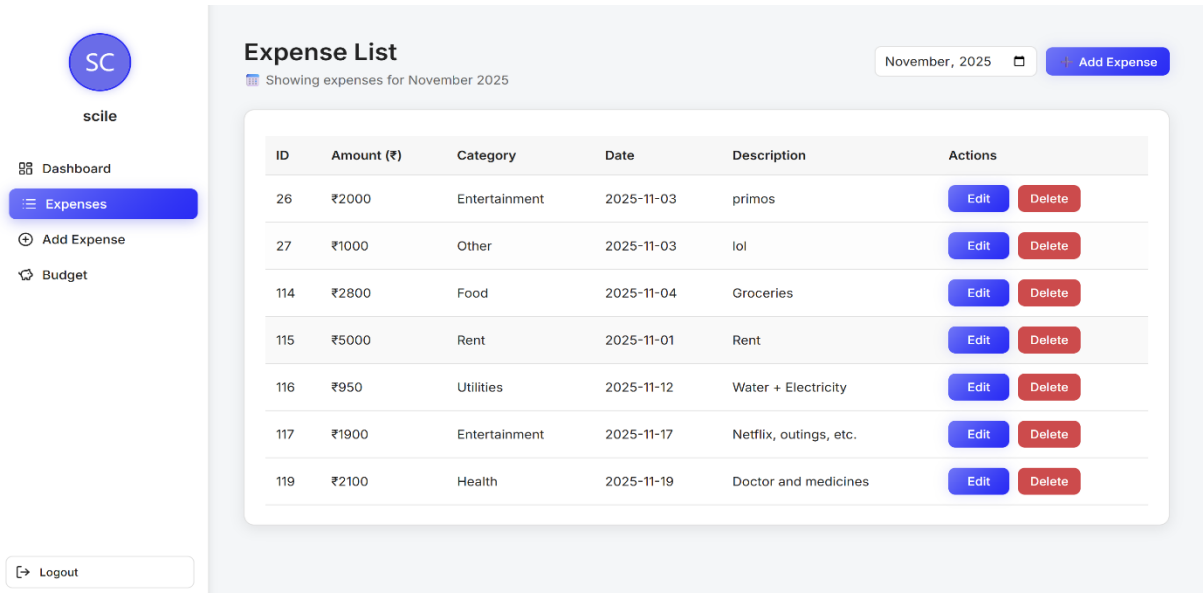 SC
scile
Dashboard
Expenses
Add Expense
Budget
Logout
Expense List
Showing expenses for November 2025
November, 2025
Add Expense
ID Amount (₹) Category Date Description Actions
26 ₹2000 Entertainment 2025-11-03 primos Edit Delete
27 ₹1000 Other 2025-11-03 lol Edit Delete
114 ₹2800 Food 2025-11-04 Groceries Edit Delete
115 ₹5000 Rent 2025-11-01 Rent Edit Delete
116 ₹950 Utilities 2025-11-12 Water + Electricity Edit Delete
117 ₹1900 Entertainment 2025-11-17 Netflix, outings, etc. Edit Delete
119 ₹2100 Health 2025-11-19 Doctor and medicines Edit Delete